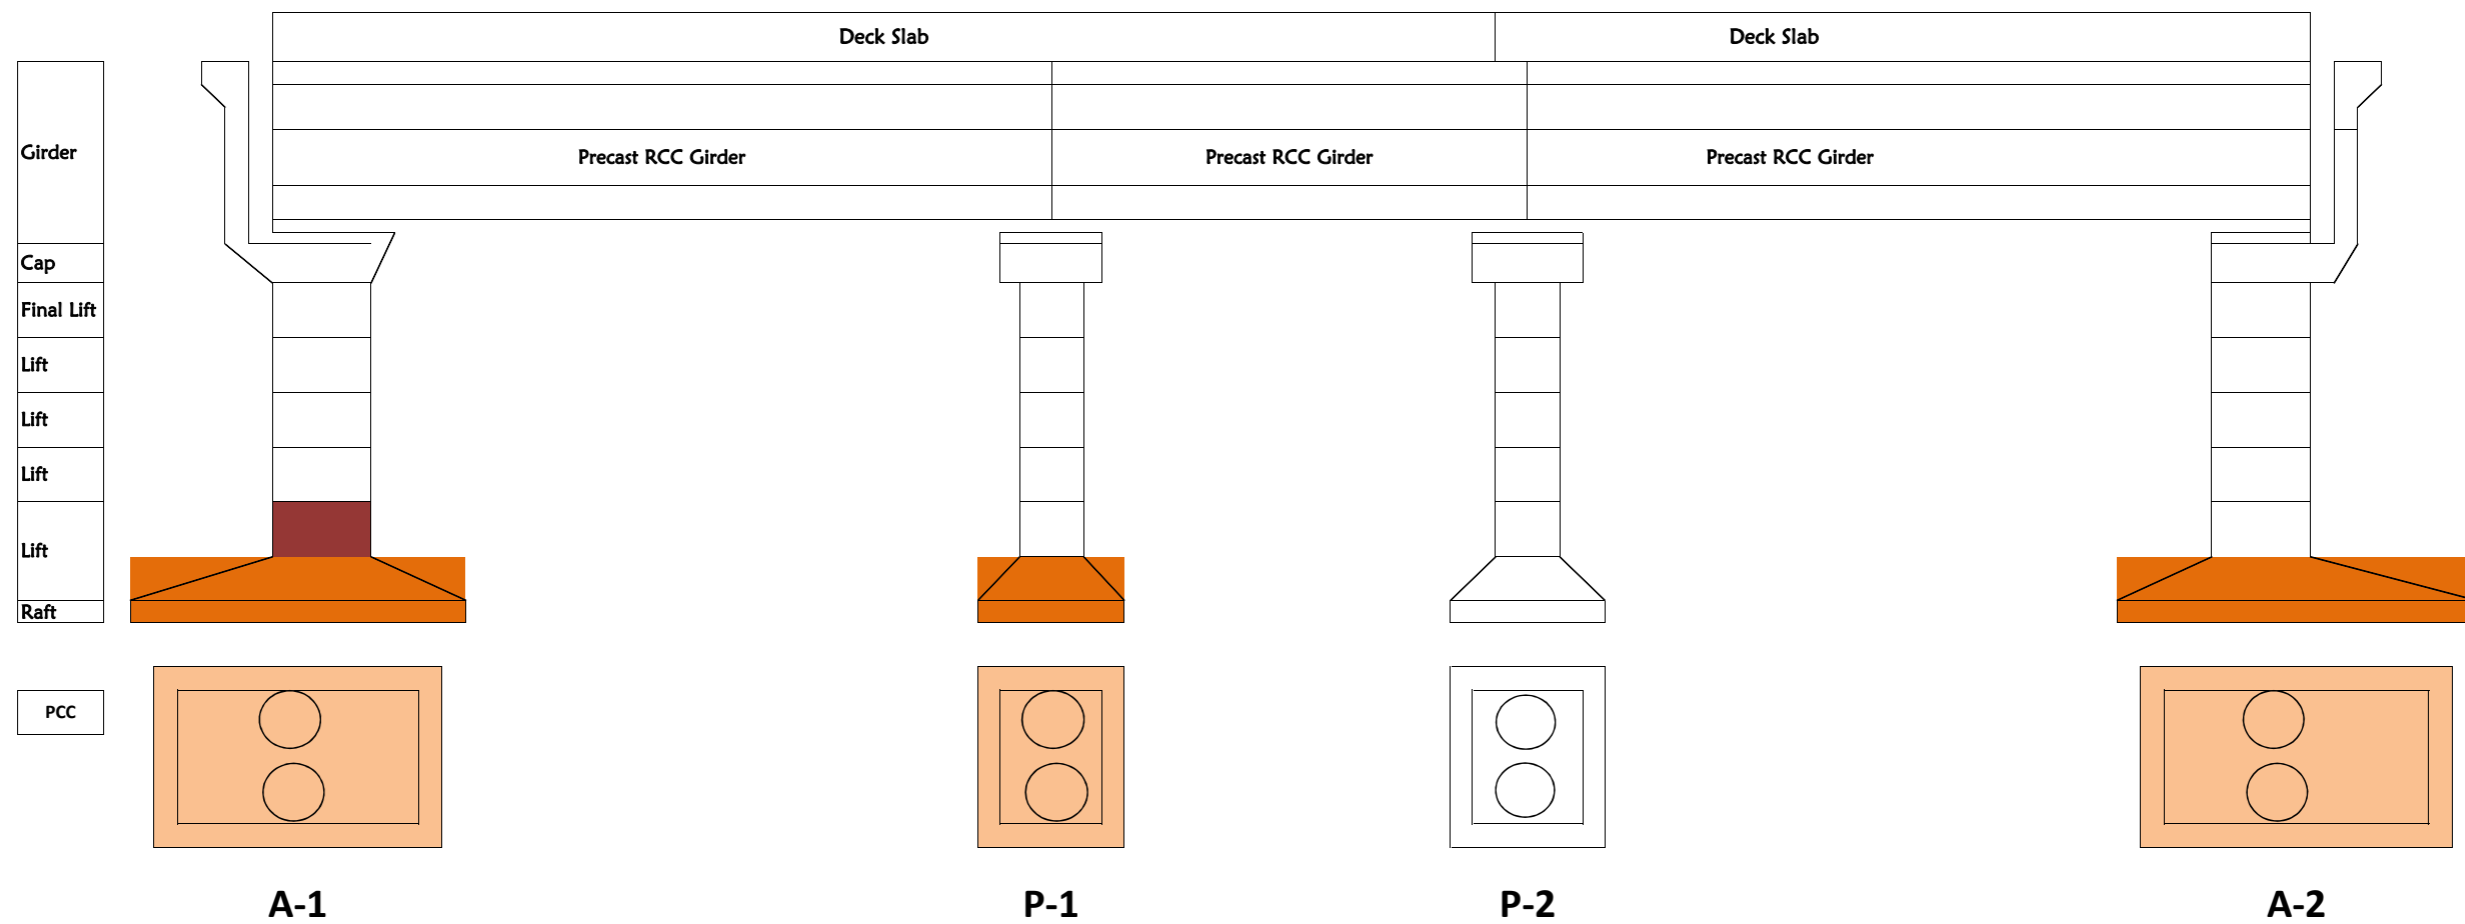 Deck Slab
Deck Slab
Girder
Precast RCC Girder
Precast RCC Girder
Precast RCC Girder
Cap
Final Lift
Lift
Lift
Lift
Lift
Raft
PCC
A-1
P-1
P-2
A-2